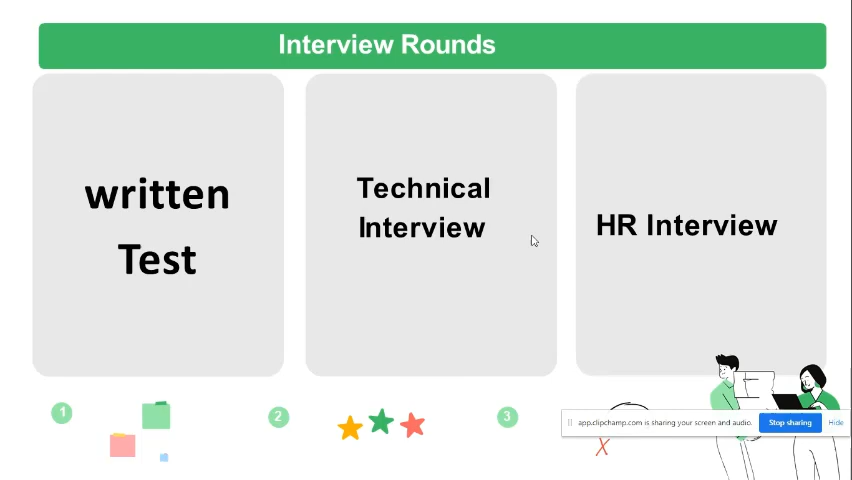 Interview Rounds
written
Test
Technical
Interview
HR Interview
1
2
3
app.clipchamp.com is sharing your screen and audio.
Stop sharing
Hide
X